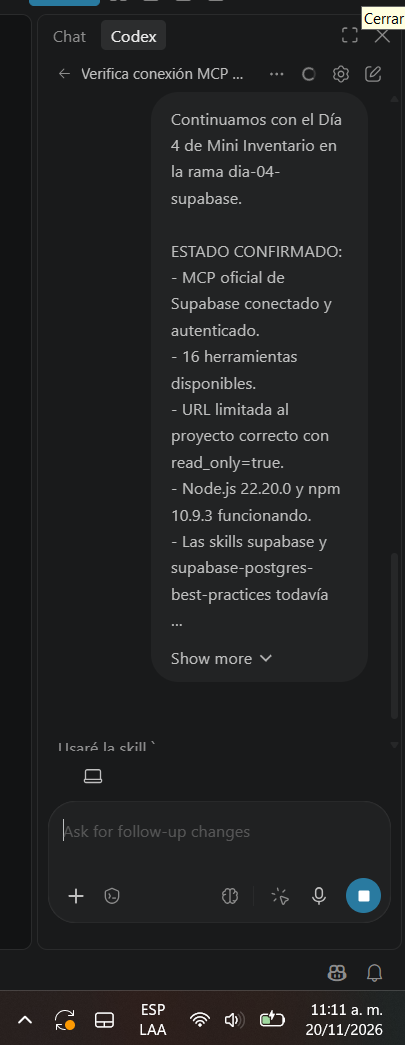 Cerrar
Chat Codex
Verifica conexión MCP ...
Continuamos con el Día
4 de Mini Inventario en
la rama dia-04-
supabase.
ESTADO CONFIRMADO:
- MCP oficial de
Supabase conectado y
autenticado.
- 16 herramientas
disponibles.
- URL limitada al
proyecto correcto con
read_only=true.
- Node.js 22.20.0 y npm
10.9.3 funcionando.
- Las skills supabase y
supabase-postgres-
best-practices todavía
...
Show more
Usaré la skill `
Ask for follow-up changes
ESP
LAA
11:11 a. m.
20/11/2026